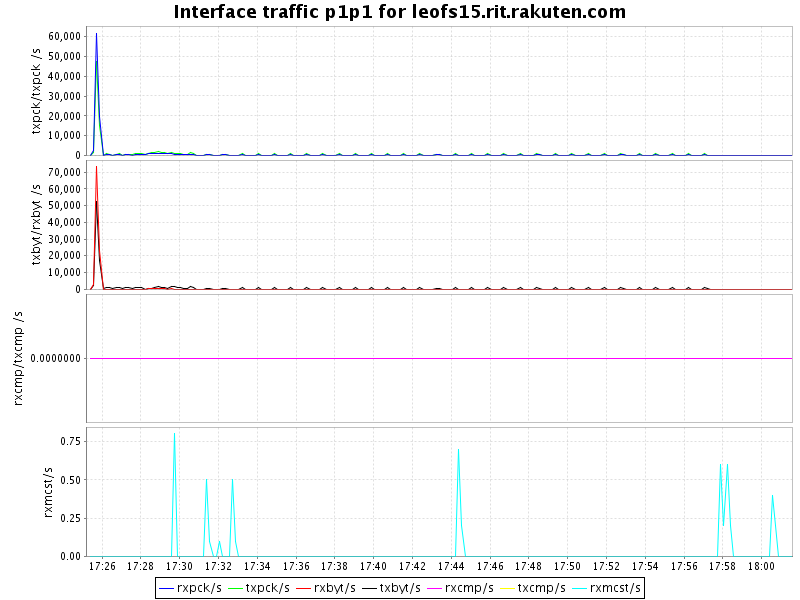 Interface traffic p1p1 for leofs15.rit.rakuten.com
txpck/txpck /s
60,000
50,000
40,000
30,000
20,000
10,000
0
txbyt/rxbyt /s
70,000
60,000
50,000
40,000
30,000
20,000
10,000
0
rxcmp/txcmp /s
0.0000000
rxmcst/s
0.75
0.50
0.25
0.00
17:26 17:28 17:30 17:32 17:34 17:36 17:38 17:40 17:42 17:44 17:46 17:48 17:50 17:52 17:54 17:56 17:58 18:00
rxpck/s txpck/s rxbyt/s txbyt/s rxcmp/s txcmp/s rxmcst/s